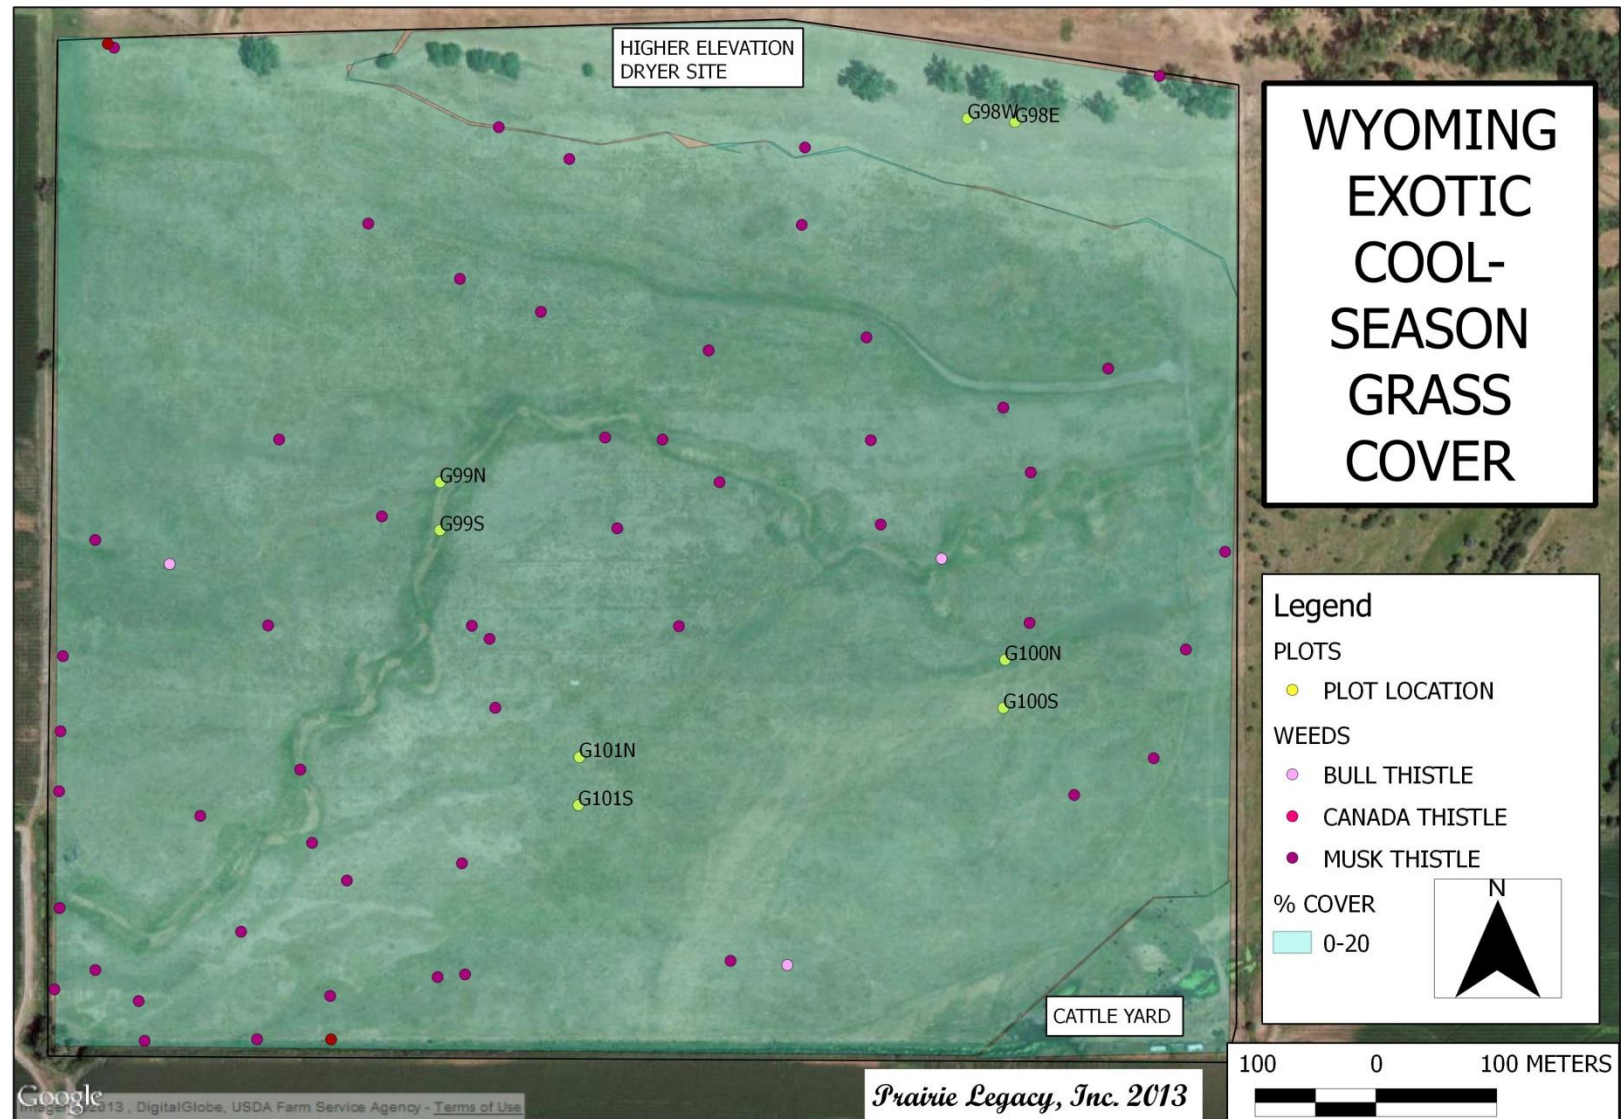 HIGHER ELEVATION
DRYER SITE
G98W
G98E
WYOMING
EXOTIC
COOL-
SEASON
GRASS
COVER
G99N
G99S
G100N
G100S
G101N
G101S
Legend
PLOTS
PLOT LOCATION
WEEDS
BULL THISTLE
CANADA THISTLE
MUSK THISTLE
% COVER
0-20
N
CATTLE YARD
100 0 100 METERS
Prairie Legacy, Inc. 2013
Google
2013 , DigitalGlobe, USDA Farm Service Agency - Terms of Use